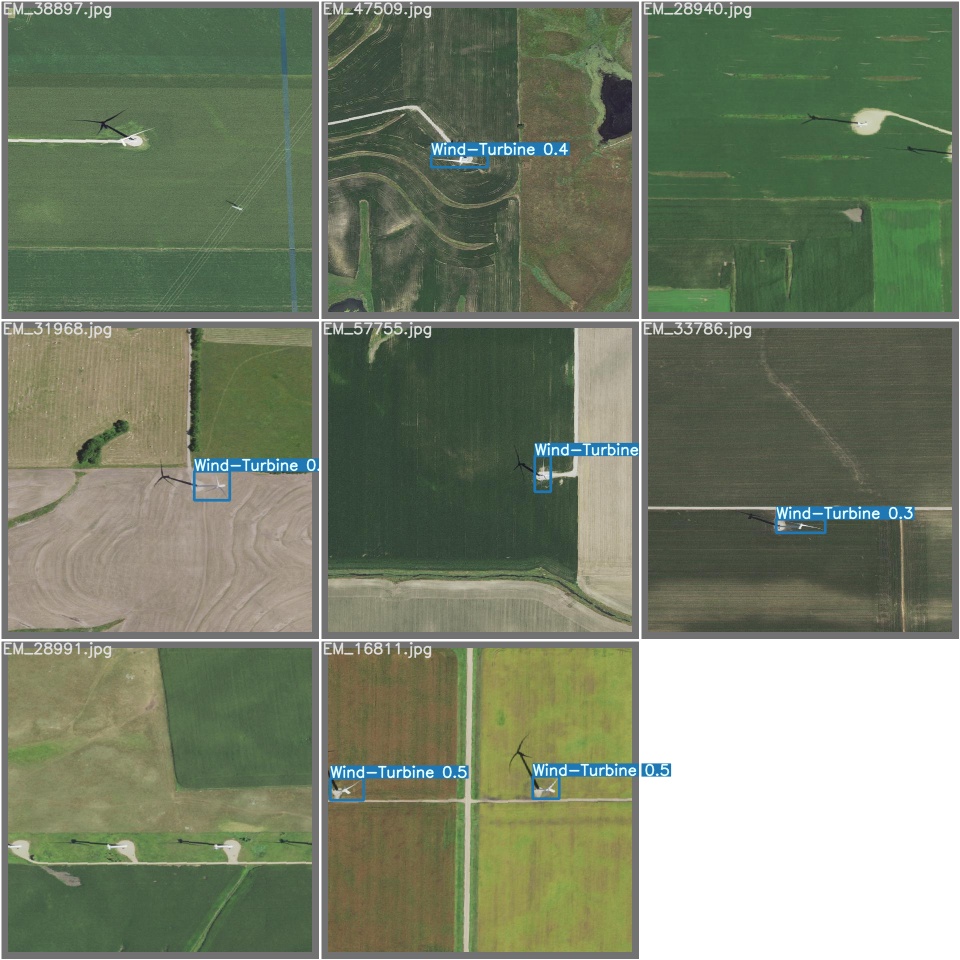 EM_38897.jpg
EM_47509.jpg
EM_28940.jpg
Wind-Turbine 0.4
EM_31968.jpg
EM_57755.jpg
EM_33786.jpg
Wind-Turbine 0.
Wind-Turbine
Wind-Turbine 0.3
EM_28991.jpg
EM_16811.jpg
Wind-Turbine 0.5
Wind-Turbine 0.5